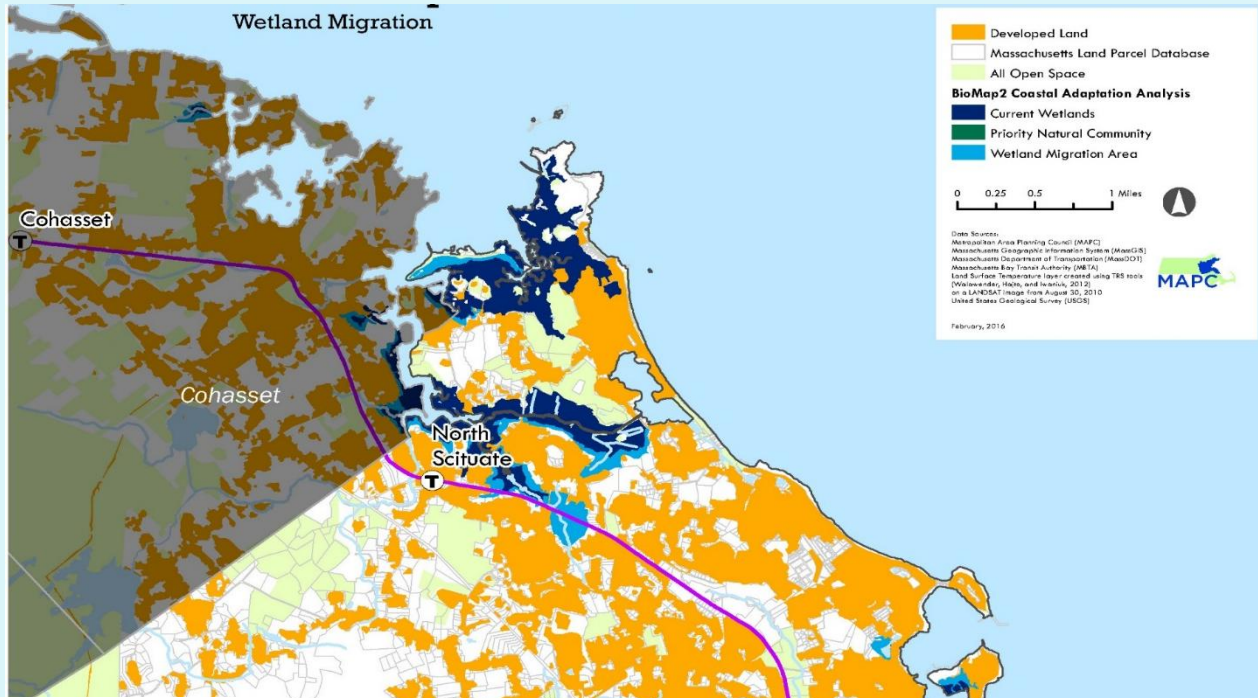 Wetland Migration
Developed Land
Massachusetts Land Parcel Database
All Open Space
BioMap2 Coastal Adaptation Analysis
Current Wetlands
Priority Natural Community
Wetland Migration Area
0 0.25 0.5 1 Miles
Data Sources:
Metropolitan Area Planning Council (MAPC)
Massachusetts Geographic Information System (MassGIS)
Massachusetts Department of Transportation (MassDOT)
Massachusetts Bay Transit Authority (MBTA)
Land Surface Temperature layer created using TRS tools
2012)
on a LANDSAT Image from August 30, 2010
United States Geological Survey (USGS)
February, 2016
MAPC
Cohasset
T
Cohasset
North
Scituate
T